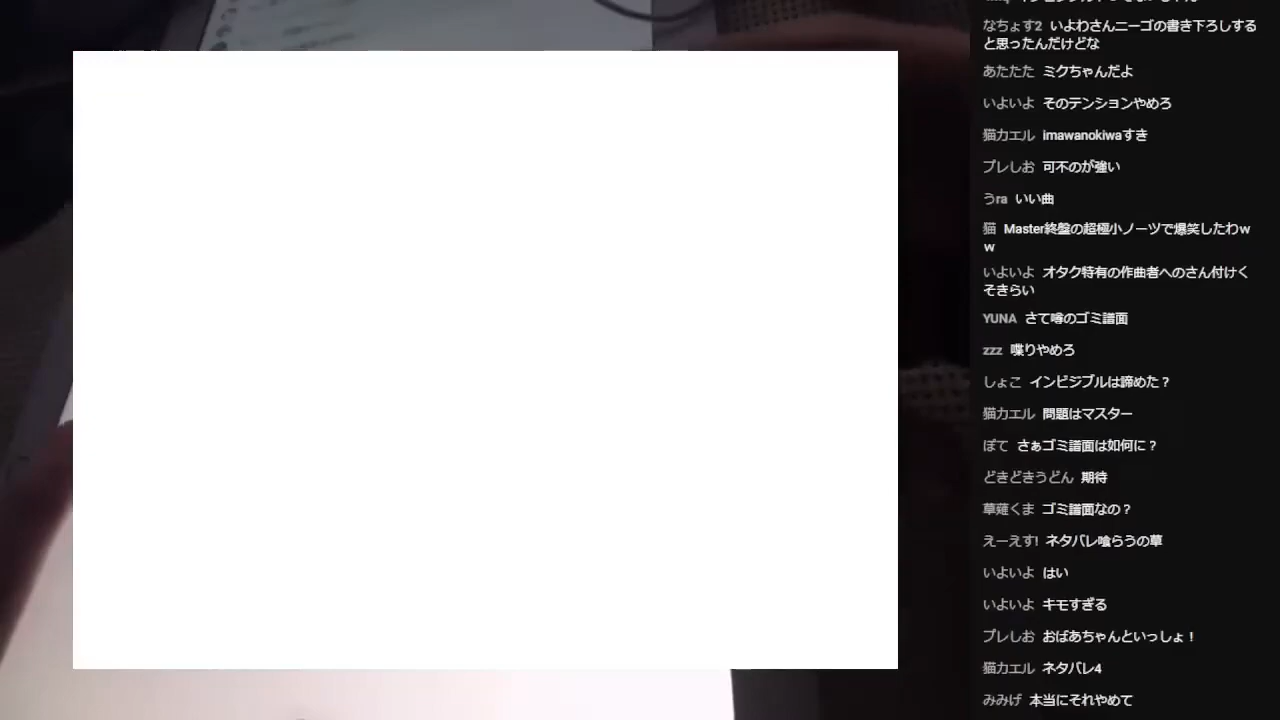 なちょす2 いよわさんニーゴの書き下ろしする
と思ったんだけどな
あたたた ミクちゃんだよ
いよいよ そのテンションやめろ
猫カエル imawanokiwaすき
プレしお 可不のが強い
うra いい曲
猫 Master終盤の超極小ノーツで爆笑したわw
w
いよいよ オタク特有の作曲者へのさん付けく
そきらい
YUNA さて噂のゴミ譜面
zzz 喋りやめろ
しょこ インビジブルは諦めた？
猫カエル 問題はマスター
ぽて さぁゴミ譜面は如何に？
どきどきうどん 期待
草薙くま ゴミ譜面なの？
えーえす! ネタバレ喰らうの草
いよいよ はい
いよいよ キモすぎる
プレしお おばあちゃんといっしょ！
猫カエル ネタバレ4
みみげ 本当にそれやめて